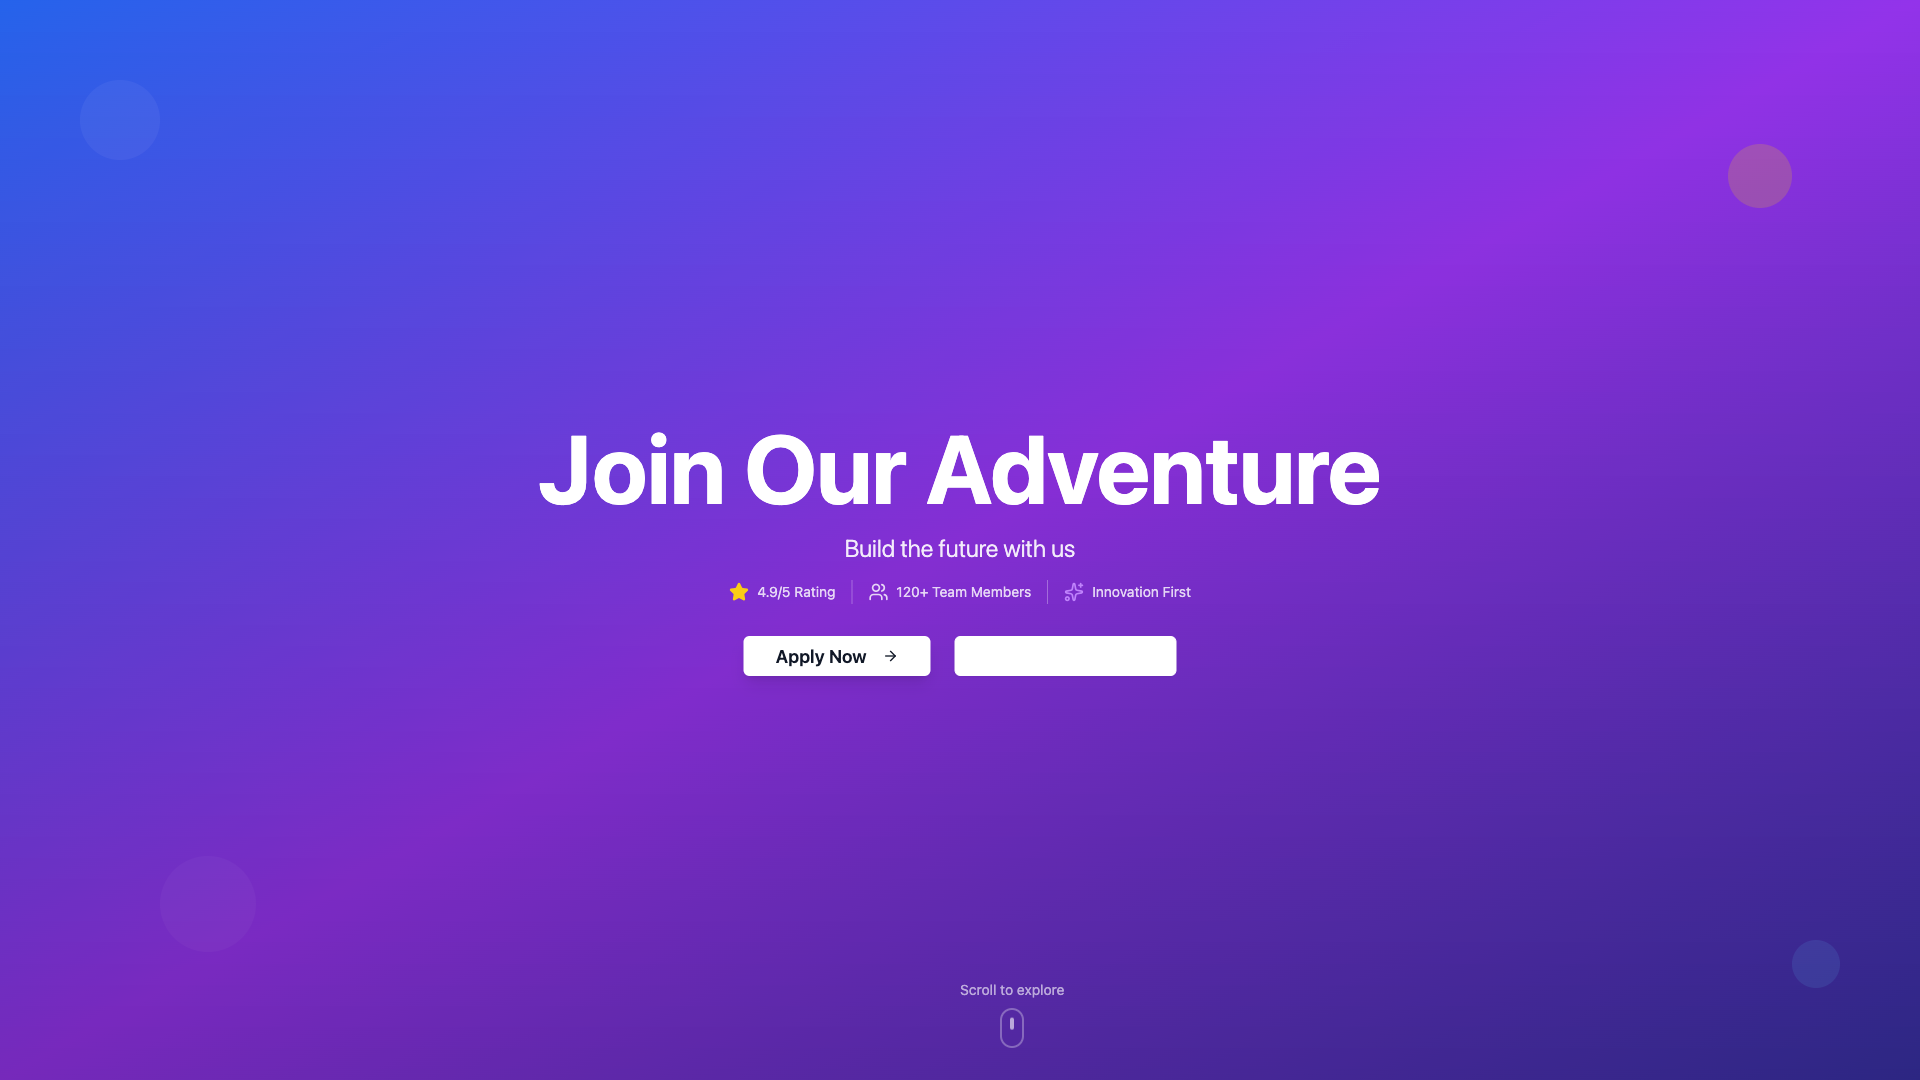 Join Our Adventure
Build the future with us
4.9/5 Rating
120+ Team Members
Innovation First
Apply Now
Scroll to explore